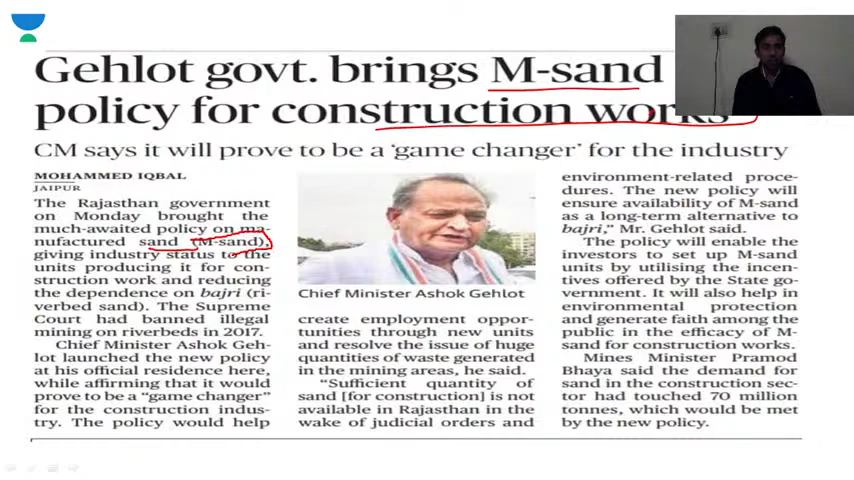 Gehlot govt. brings M-sand
policy for construction works
CM says it will prove to be a ‘game changer’ for the industry
MOHAMMED IQBAL
JAIPUR
The Rajasthan government
on Monday brought the
much-awaited policy on ma-
nufactured sand (M-sand),
giving industry status to the
units producing it for con-
struction work and reducing
the dependence on bajri (ri-
verbed sand). The Supreme
Court had banned illegal
mining on riverbeds in 2017.
Chief Minister Ashok Geh-
lot launched the new policy
at his official residence here,
while affirming that it would
prove to be a “game changer”
for the construction indus-
try. The policy would help
Chief Minister Ashok Gehlot
create employment oppor-
tunities through new units
and resolve the issue of huge
quantities of waste generated
in the mining areas, he said.
“Sufficient quantity of
sand [for construction] is not
available in Rajasthan in the
wake of judicial orders and
environment-related proce-
dures. The new policy will
ensure availability of M-sand
as a long-term alternative to
bajri,” Mr. Gehlot said.
The policy will enable the
investors to set up M-sand
units by utilising the incen-
tives offered by the State go-
vernment. It will also help in
environmental protection
and generate faith among the
public in the efficacy of M-
sand for construction works.
Mines Minister Pramod
Bhaya said the demand for
sand in the construction sec-
tor had touched 70 million
tonnes, which would be met
by the new policy.